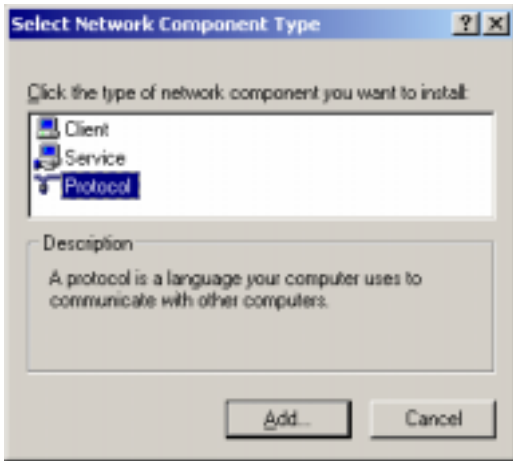 Select Network Component Type
Click the type of network component you want to install:
Client
Service
Protocol
Description
A protocol is a language your computer uses to
communicate with other computers.
Add...
Cancel